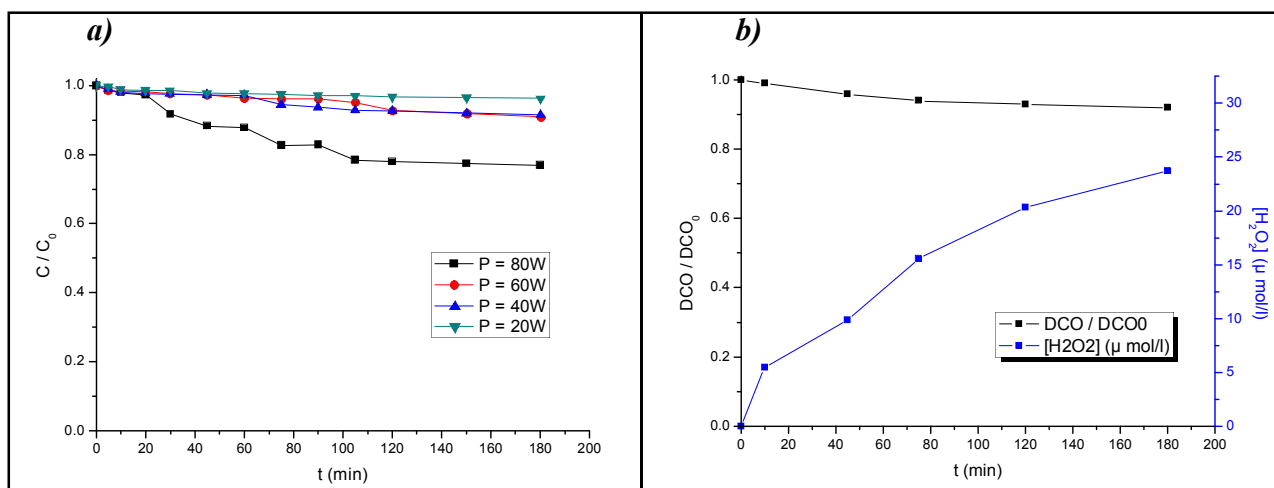 a)
1.0
0.8
0.6
0.4
0.2
0.0
C / C₀
0 20 40 60 80 100 120 140 160 180 200
t (min)
P = 80W
P = 60W
P = 40W
P = 20W
b)
1.0
0.8
0.6
0.4
0.2
0.0
DCO / DCO₀
0 20 40 60 80 100 120 140 160 180 200
t (min)
DCO / DCO0
[H2O2] (µ mol/l)
30
25
20
15
10
5
0
[H₂O₂] (µ mol/l)